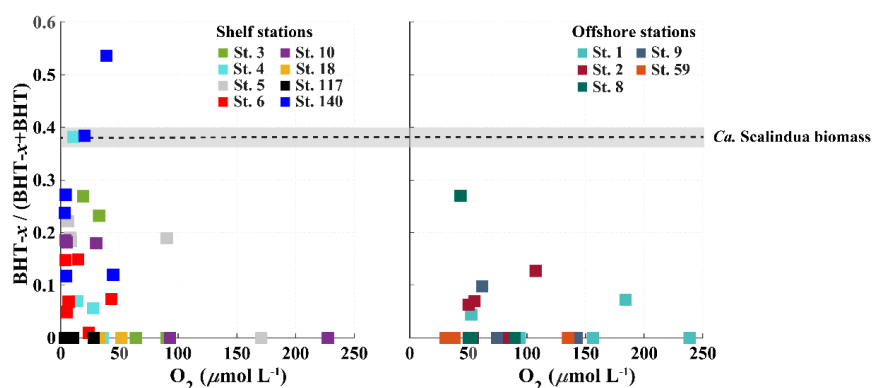 0.6
0.5
0.4
0.3
0.2
0.1
0
BHT-x / (BHT-x+BHT)
Shelf stations
St. 3 St. 10
St. 4 St. 18
St. 5 St. 117
St. 6 St. 140
0 50 100 150 200 250
O2 (μmol L-1)
Offshore stations
St. 1 St. 9
St. 2 St. 59
St. 8
Ca. Scalindua biomass
0 50 100 150 200 250
O2 (μmol L-1)